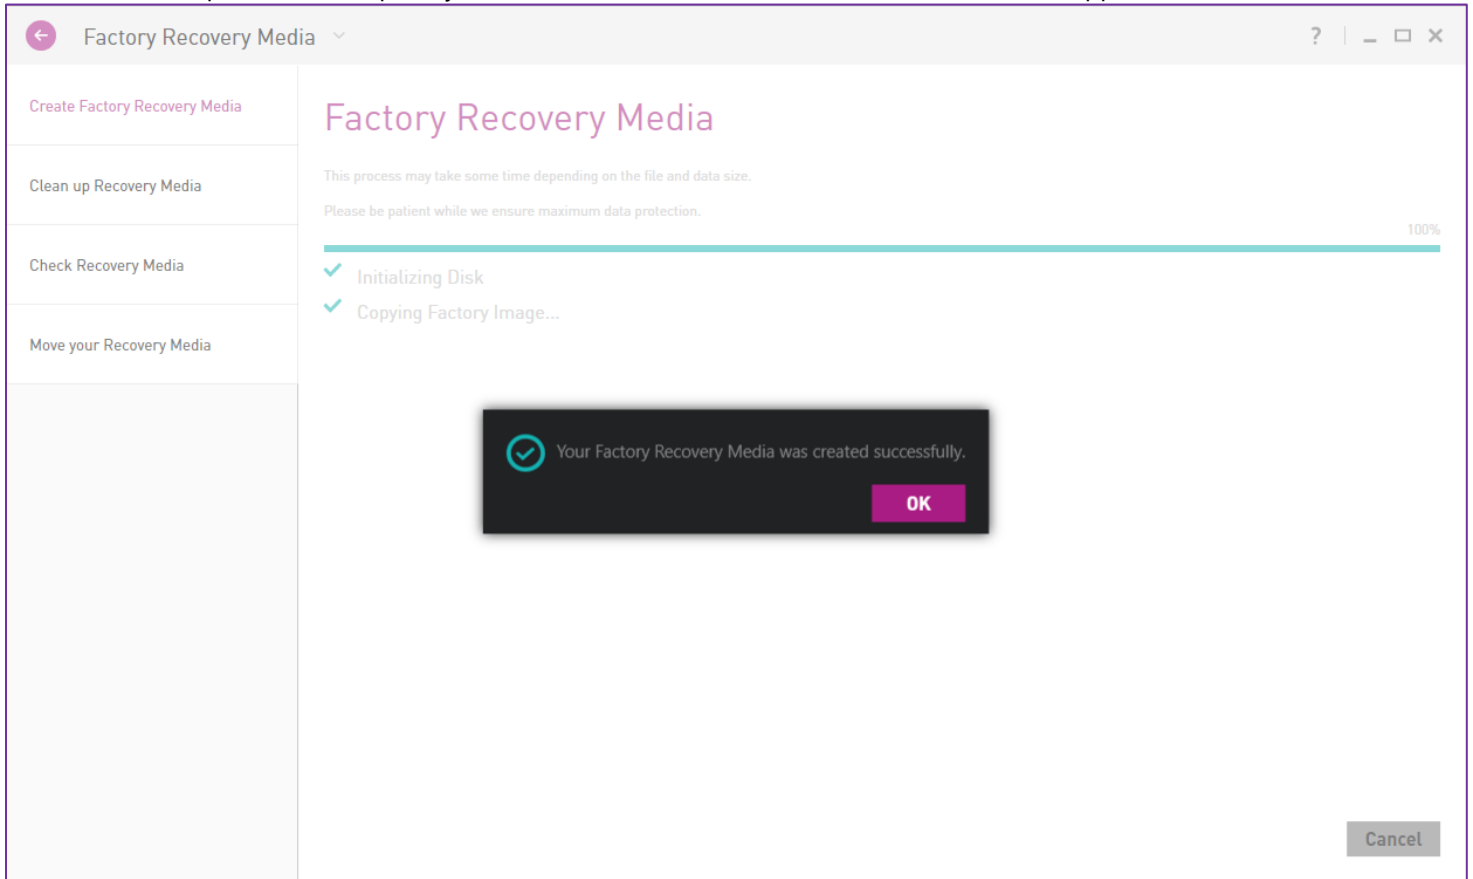 Factory Recovery Media
?
Create Factory Recovery Media
Clean up Recovery Media
Check Recovery Media
Move your Recovery Media
Factory Recovery Media
This process may take some time depending on the file and data size.
Please be patient while we ensure maximum data protection.
100%
Initializing Disk
Copying Factory Image...
Your Factory Recovery Media was created successfully.
OK
Cancel